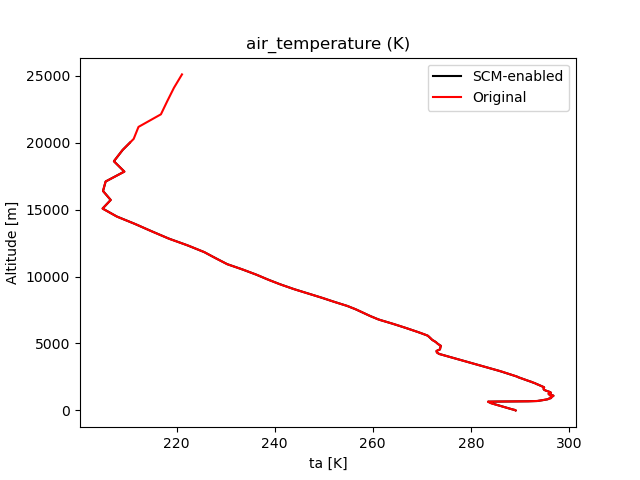 air_temperature (K)
SCM-enabled
Original
25000
20000
15000
10000
5000
0
Altitude [m]
220
240
260
280
300
ta [K]